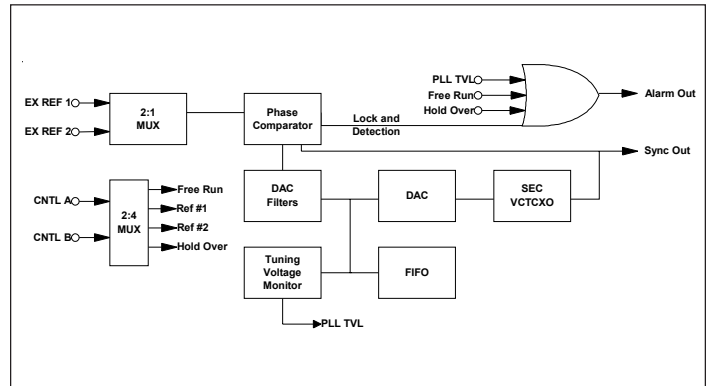 PLL TVL
Free Run
Hold Over
Alarm Out
EX REF 1
EX REF 2
2:1
MUX
Phase
Comparator
Lock and
Detection
Sync Out
CNTL A
CNTL B
2:4
MUX
Free Run
Ref #1
Ref #2
Hold Over
DAC
Filters
DAC
SEC
VCTCXO
Tuning
Voltage
Monitor
FIFO
PLL TVL